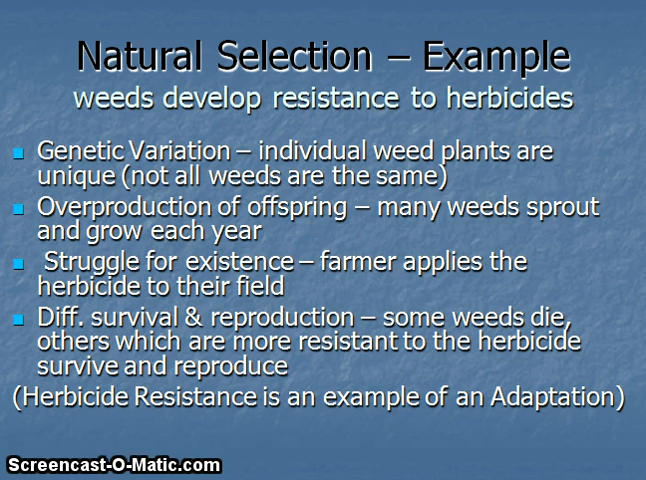 Natural Selection – Example
weeds develop resistance to herbicides
Genetic Variation – individual weed plants are
unique (not all weeds are the same)
Overproduction of offspring – many weeds sprout
and grow each year
Struggle for existence – farmer applies the
herbicide to their field
Diff. survival & reproduction – some weeds die,
others which are more resistant to the herbicide
survive and reproduce
(Herbicide Resistance is an example of an Adaptation)
Screencast-O-Matic.com